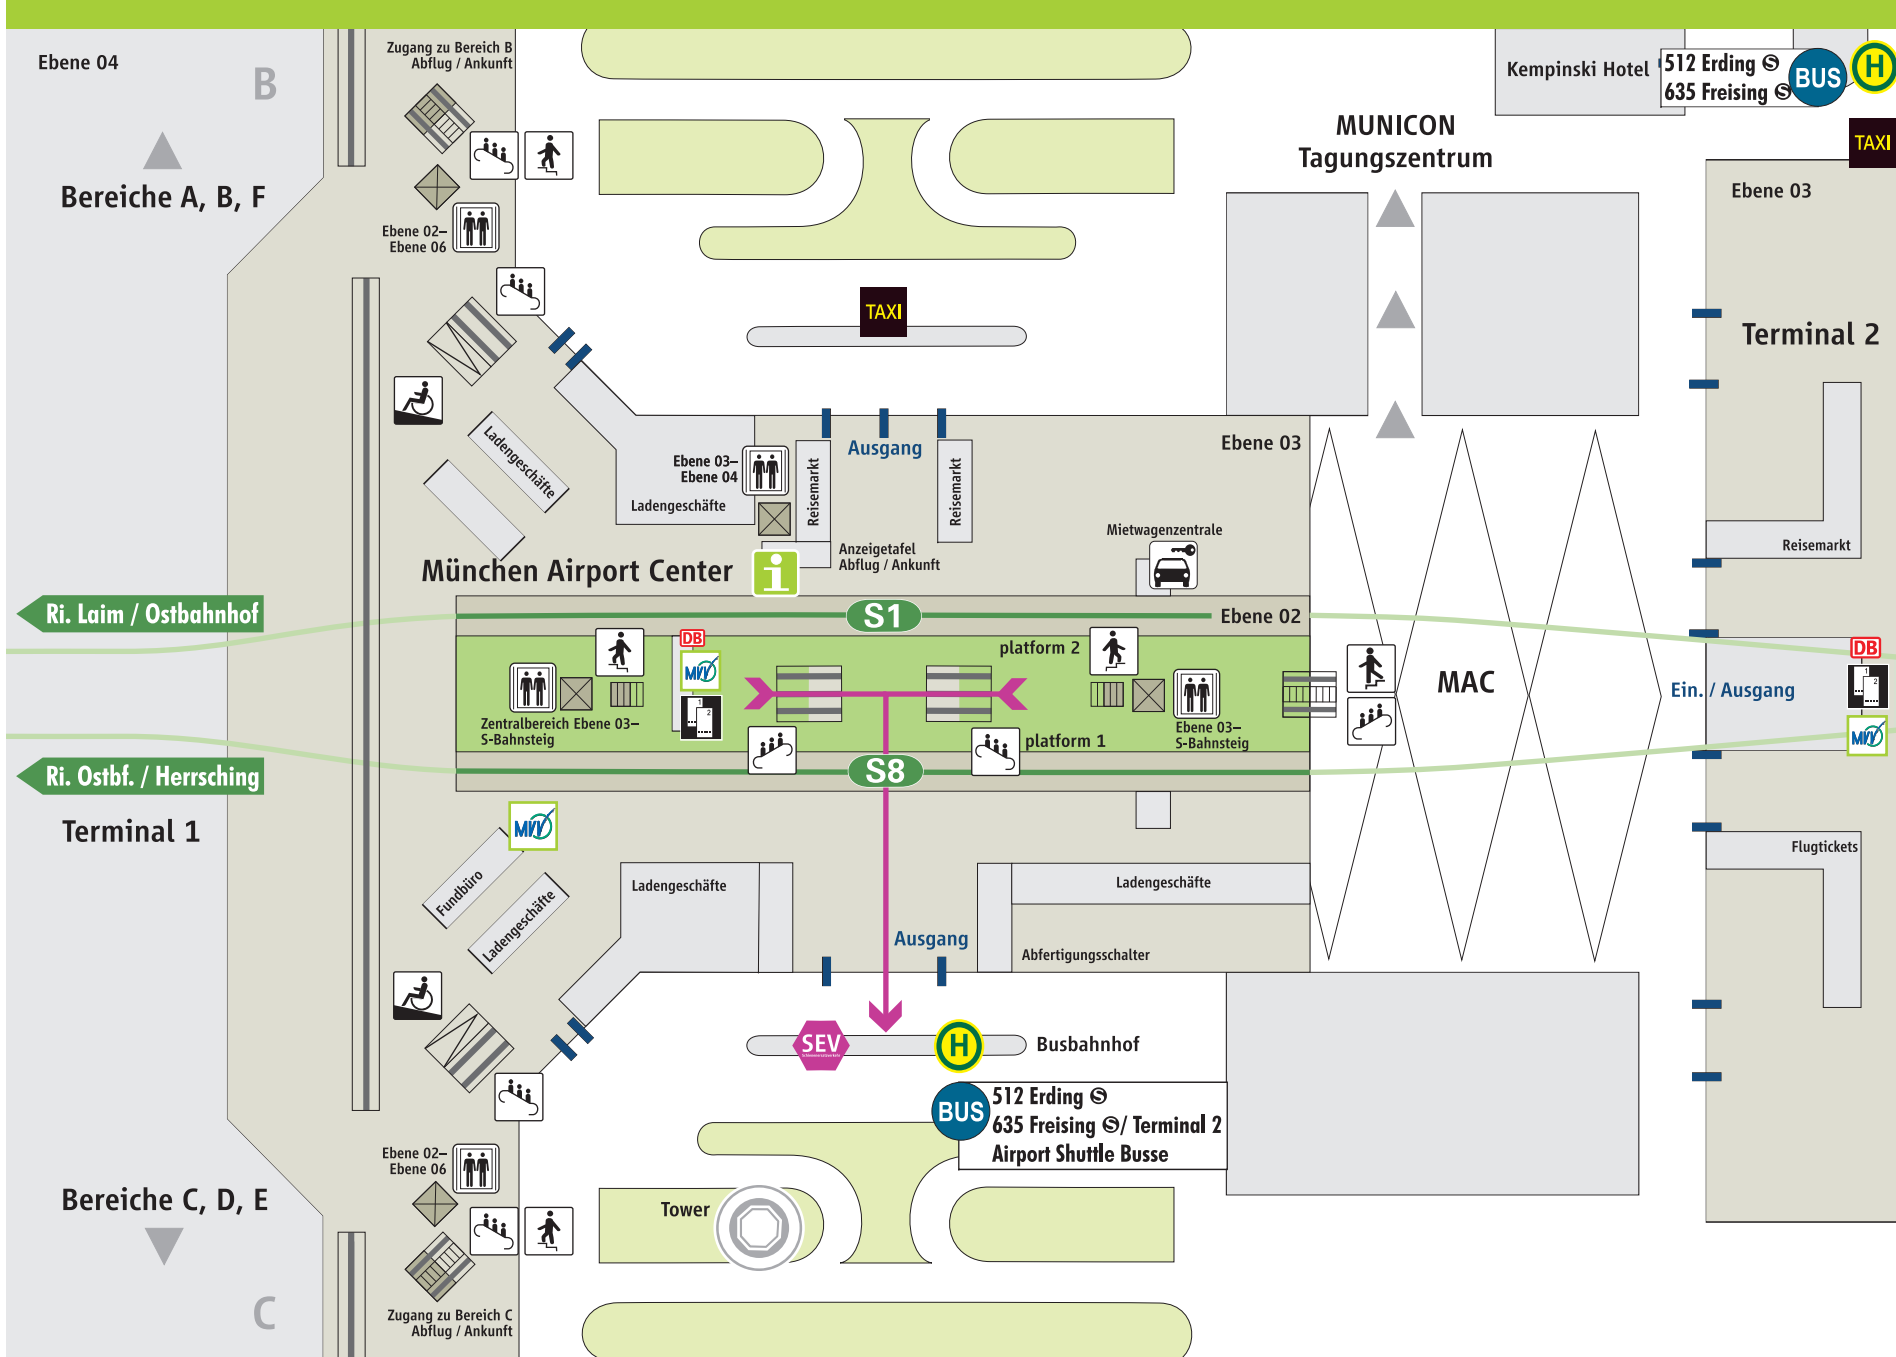 Ebene 04
B
Bereiche A, B, F
Zugang zu Bereich B
Abflug / Ankunft
Ebene 02–
Ebene 06
Kempinski Hotel
512 Erding S
635 Freising S
BUS
H
TAXI
MUNICON
Tagungszentrum
Ebene 03
Terminal 2
TAXI
Ladengeschäfte
Ebene 03–
Ebene 04
Ladengeschäfte
Reisemarkt
Ausgang
Reisemarkt
Ebene 03
Anzeigetafel
Abflug / Ankunft
Mietwagenzentrale
Reisemarkt
München Airport Center
i
Ri. Laim / Ostbahnhof
S1
Ebene 02
DB
MVV
1
2
platform 2
Zentralbereich Ebene 03–
S-Bahnsteig
platform 1
Ebene 03–
S-Bahnsteig
MAC
Ein. / Ausgang
DB
1
2
MVV
Ri. Ostbf. / Herrsching
S8
Terminal 1
MVV
Fundbüro
Ladengeschäfte
Ladengeschäfte
Ladengeschäfte
Flugtickets
Ausgang
Abfertigungsschalter
SEV
H
Busbahnhof
BUS
512 Erding S
635 Freising S/ Terminal 2
Airport Shuttle Busse
Ebene 02–
Ebene 06
Bereiche C, D, E
Tower
C
Zugang zu Bereich C
Abflug / Ankunft